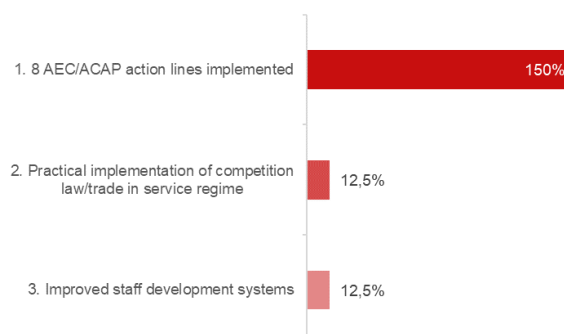 1. 8 AEC/ACAP action lines implemented
150%
2. Practical implementation of competition
law/trade in service regime
12,5%
3. Improved staff development systems
12,5%